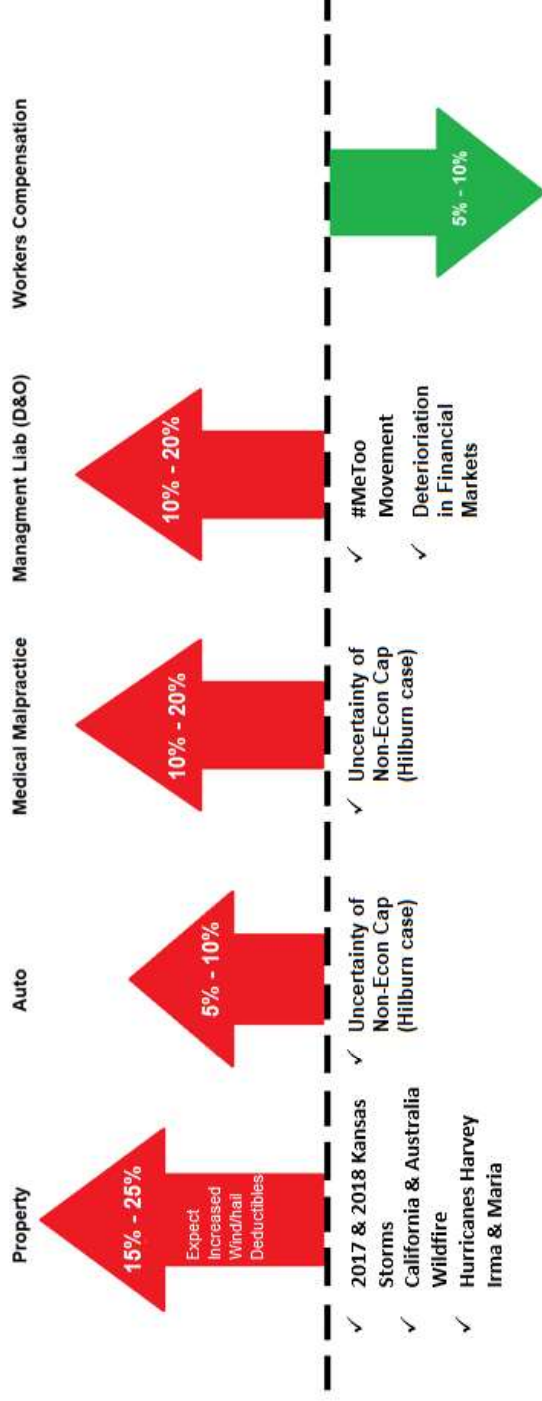 Property
15% - 25%
Expect
Increased
Wind/hail
Deductibles
✓ 2017 & 2018 Kansas
Storms
✓ California & Australia
Wildfire
✓ Hurricanes Harvey
Irma & Maria
Auto
5% - 10%
✓ Uncertainty of
Non-Econ Cap
(Hilburn case)
Medical Malpractice
10% - 20%
✓ Uncertainty of
Non-Econ Cap
(Hilburn case)
Managment Liab (D&O)
10% - 20%
✓ #MeToo
Movement
✓ Deterioriation
in Financial
Markets
Workers Compensation
5% - 10%